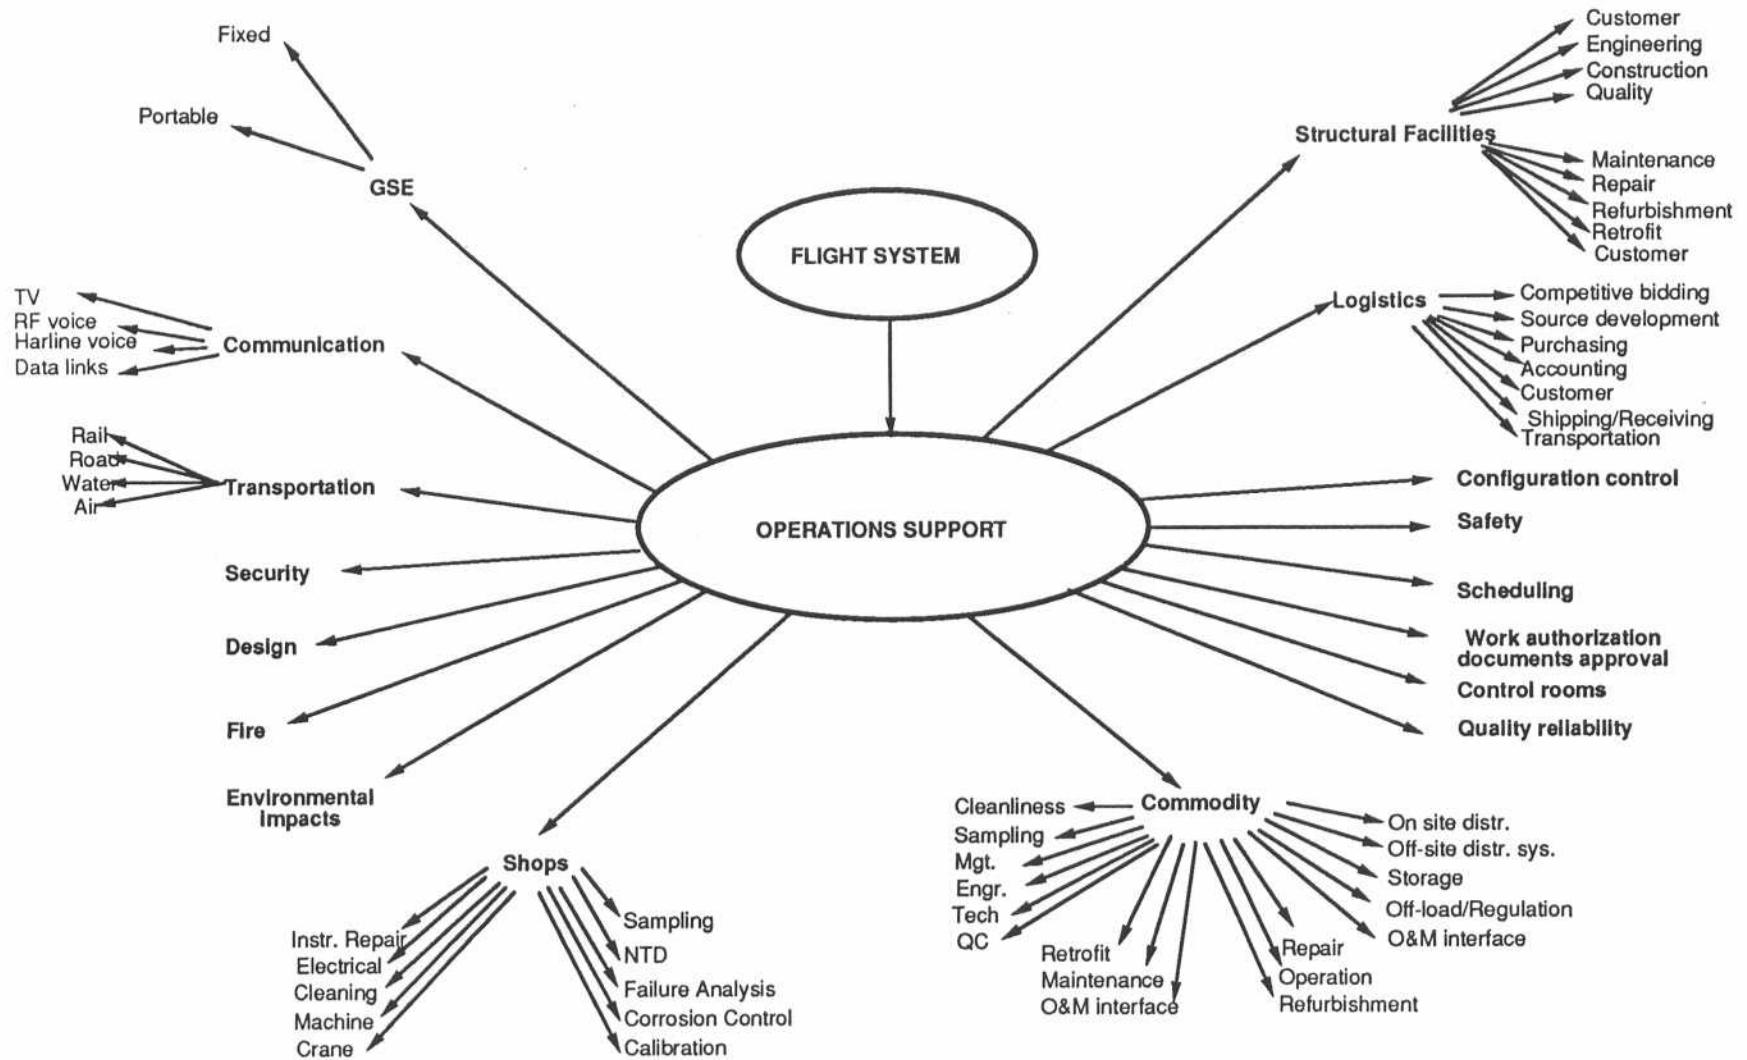 Fixed
Portable
GSE
FLIGHT SYSTEM
Customer
Engineering
Construction
Quality
Structural Facilities
Maintenance
Repair
Refurbishment
Retrofit
Customer
TV
RF voice
Harline voice
Data links
Communication
Logistics
Competitive bidding
Source development
Purchasing
Accounting
Customer
Shipping/Receiving
Transportation
Rail
Road
Water
Air
Transportation
OPERATIONS SUPPORT
Configuration control
Safety
Scheduling
Work authorization
documents approval
Control rooms
Quality reliability
Security
Design
Fire
Environmental
impacts
Shops
Instr. Repair
Electrical
Cleaning
Machine
Crane
Sampling
NTD
Failure Analysis
Corrosion Control
Calibration
Commodity
Cleanliness
Sampling
Mgt.
Engr.
Tech
QC
Retrofit
Maintenance
O&M interface
Repair
Operation
Refurbishment
On site distr.
Off-site distr. sys.
Storage
Off-load/Regulation
O&M interface